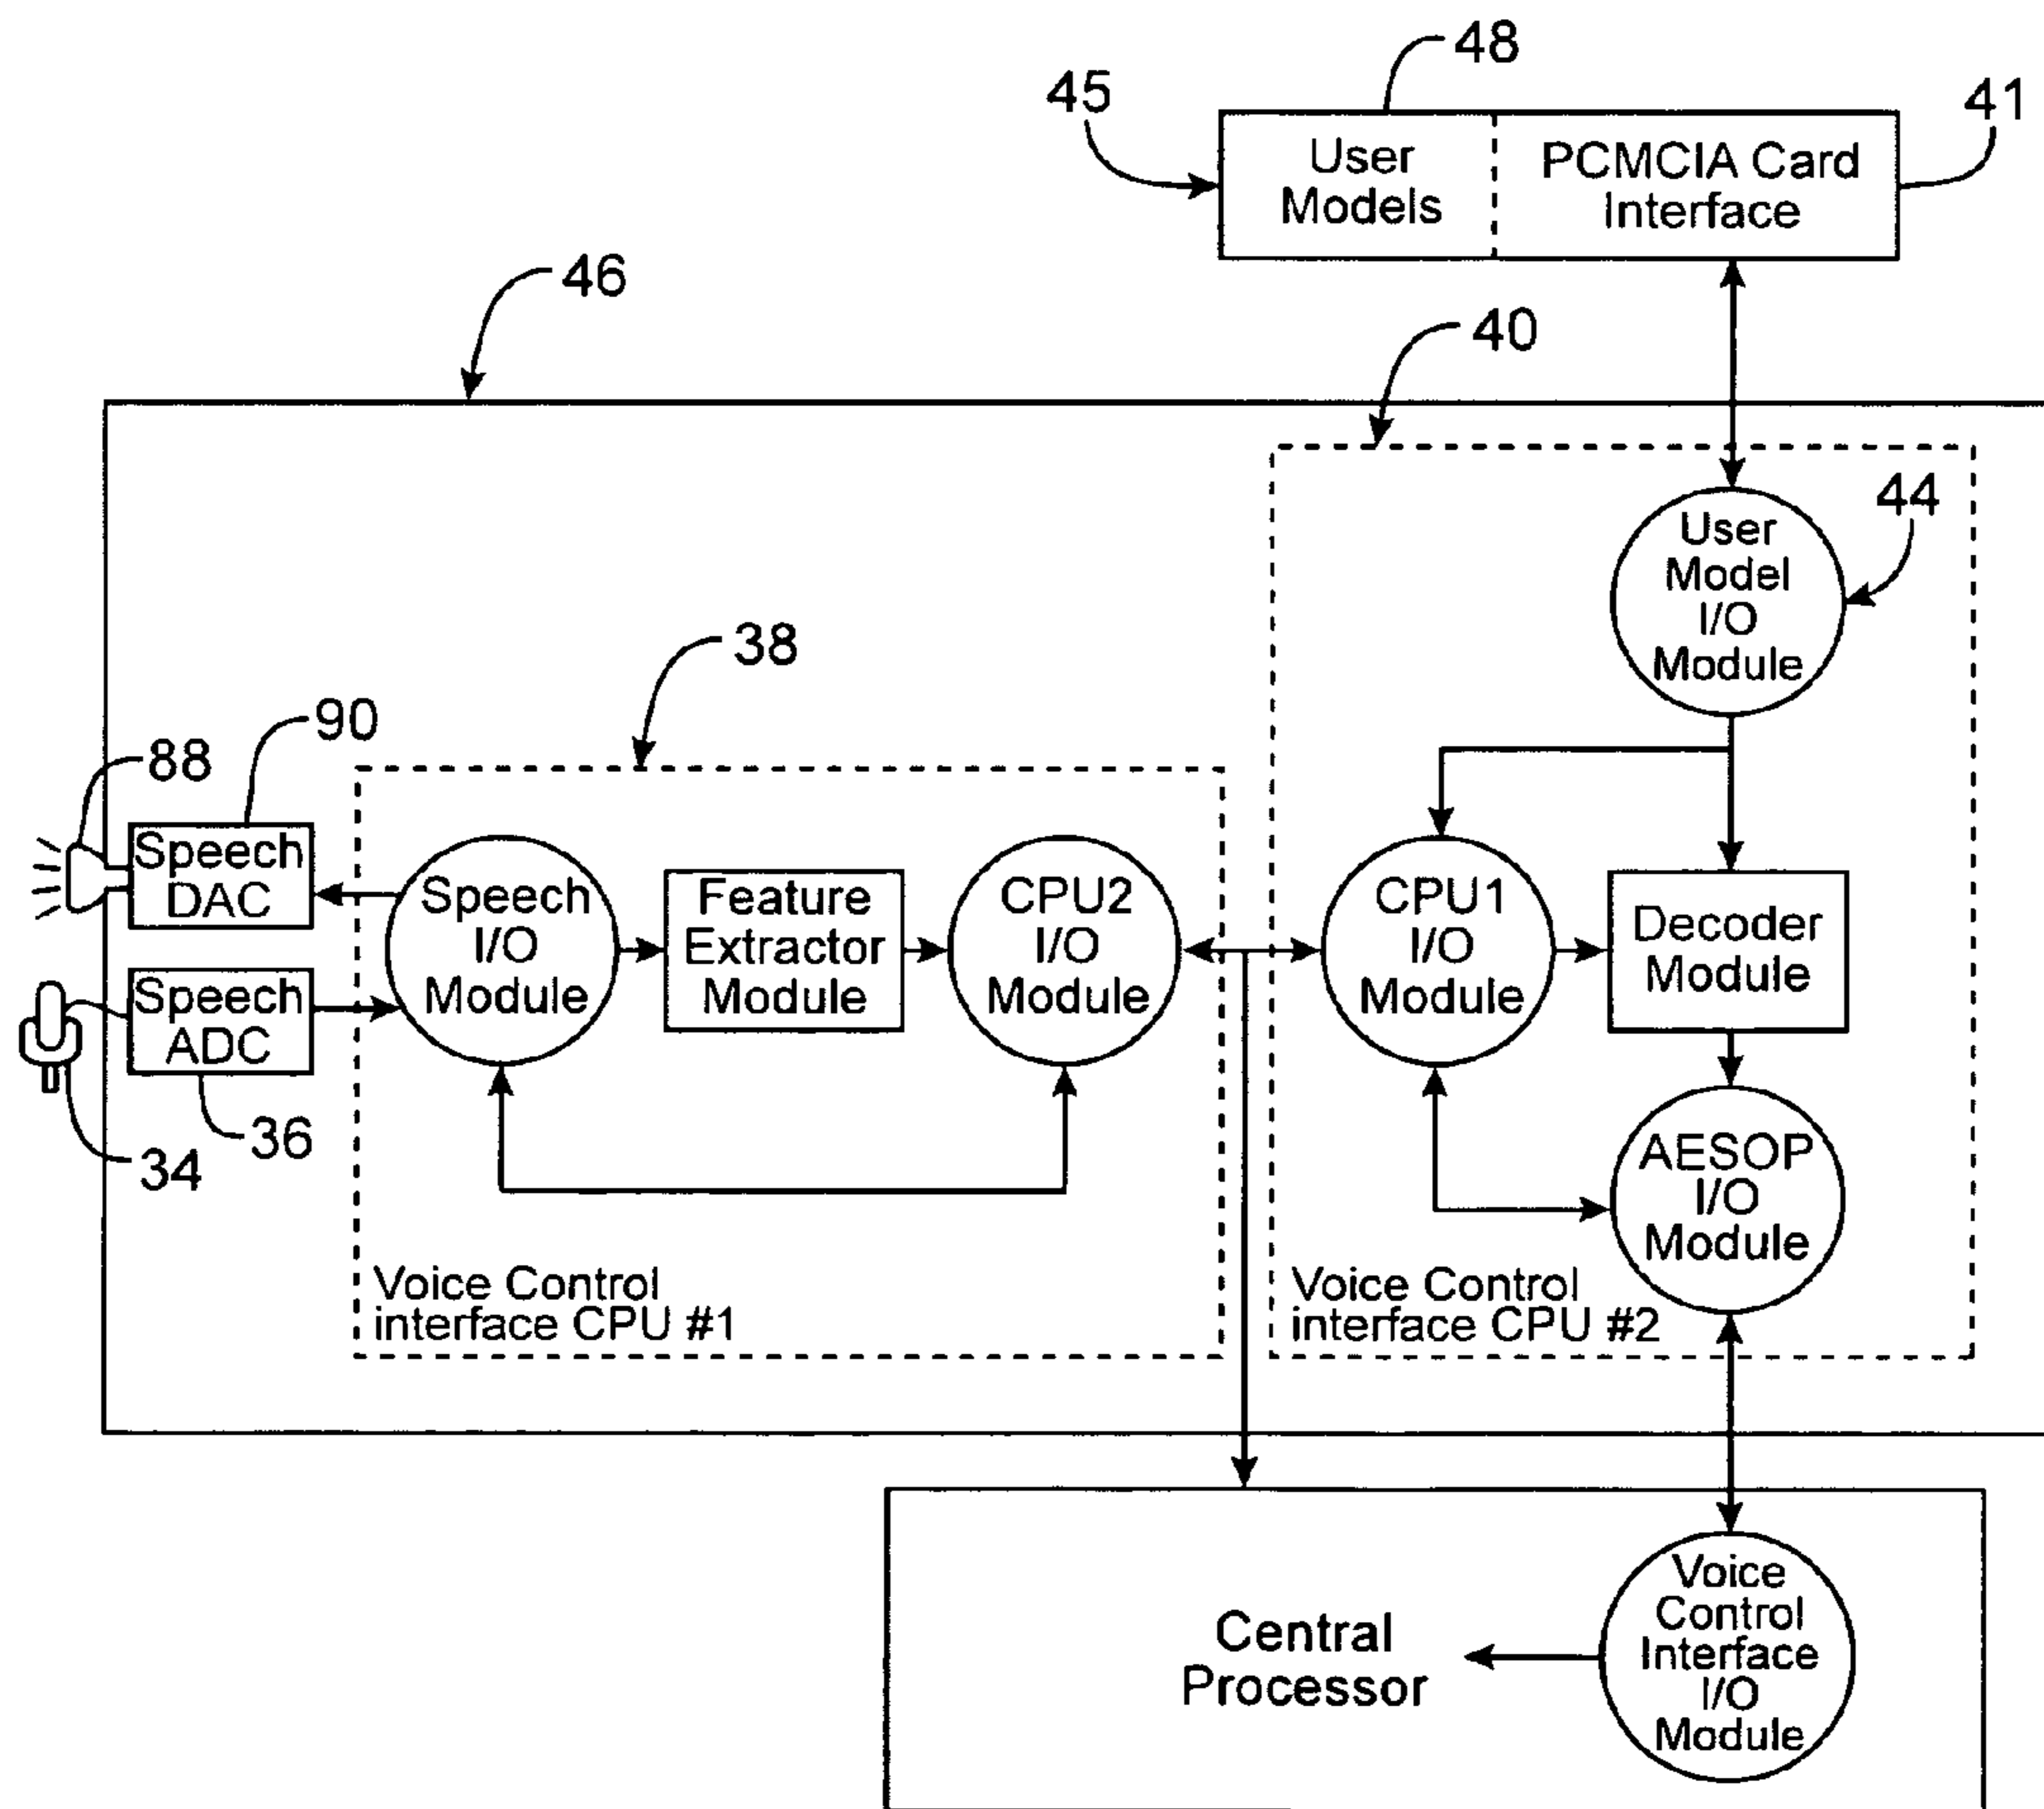 48
45
41
User
Models
PCMCIA Card
Interface
46
40
44
User
Model
I/O
Module
38
90
88
Speech
DAC
Speech
I/O
Module
Feature
Extractor
Module
CPU2
I/O
Module
CPU1
I/O
Module
Decoder
Module
Speech
ADC
34
36
AESOP
I/O
Module
Voice Control
interface CPU #1
Voice Control
interface CPU #2
Central
Processor
Voice
Control
Interface
I/O
Module